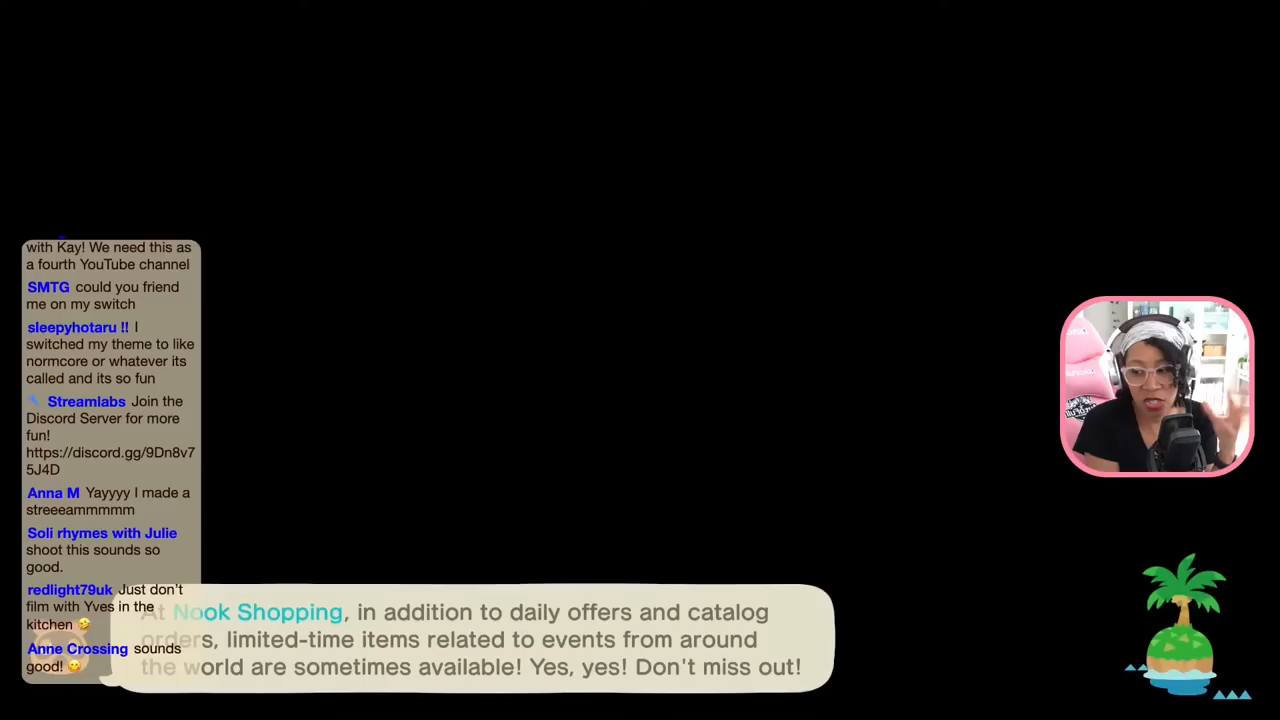 with Kay! We need this as
a fourth YouTube channel
SMTG could you friend
me on my switch
sleepyhotaru !! I
switched my theme to like
normcore or whatever its
called and its so fun
Streamlabs Join the
Discord Server for more
fun!
https://discord.gg/9Dn8v7
5J4D
Anna M Yayyyy I made a
streeeammmmm
Soli rhymes with Julie
shoot this sounds so
good.
redlight79uk Just don't
film with Yves in the
kitchen 🤣
Anne Crossing sounds
good! 😋
At Nook Shopping, in addition to daily offers and catalog
orders, limited-time items related to events from around
the world are sometimes available! Yes, yes! Don't miss out!